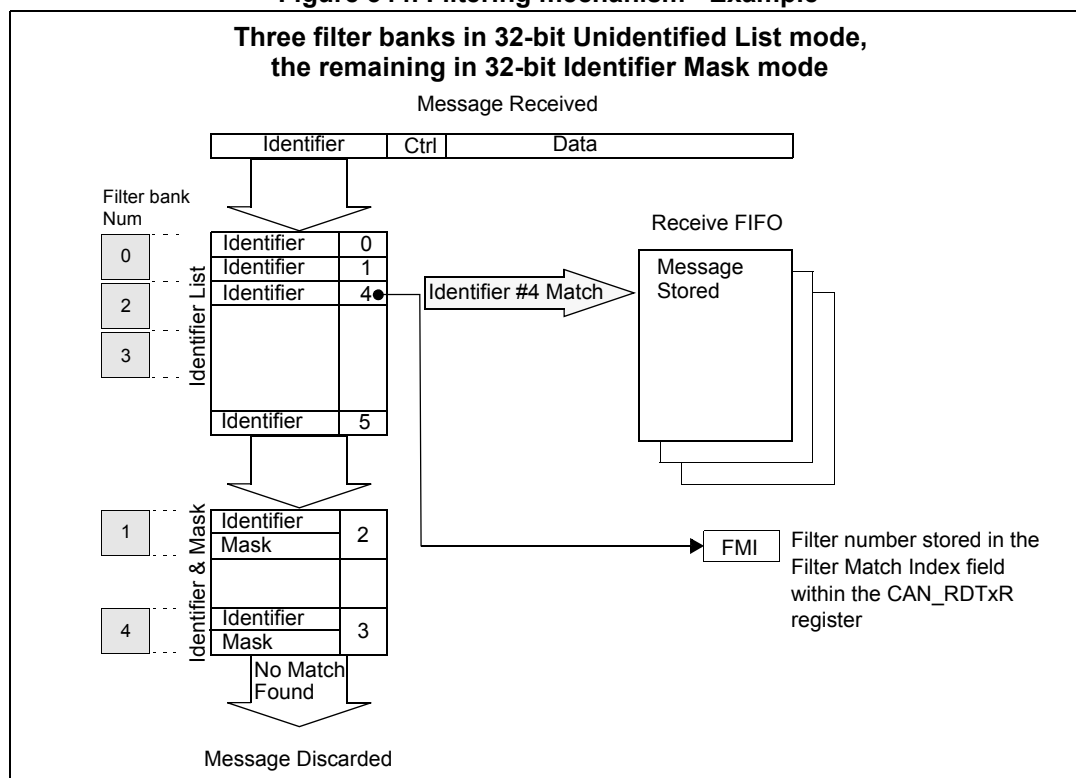 Three filter banks in 32-bit Unidentified List mode,
the remaining in 32-bit Identifier Mask mode
Message Received
Identifier Ctrl Data
Filter bank
Num
Receive FIFO
0
2
3
Identifier List
Identifier 0
Identifier 1
Identifier 4
Identifier 5
Identifier #4 Match
Message
Stored
1
4
Identifier & Mask
Identifier
Mask
2
Identifier
Mask
3
FMI
Filter number stored in the
Filter Match Index field
within the CAN_RDTxR
register
No Match
Found
Message Discarded